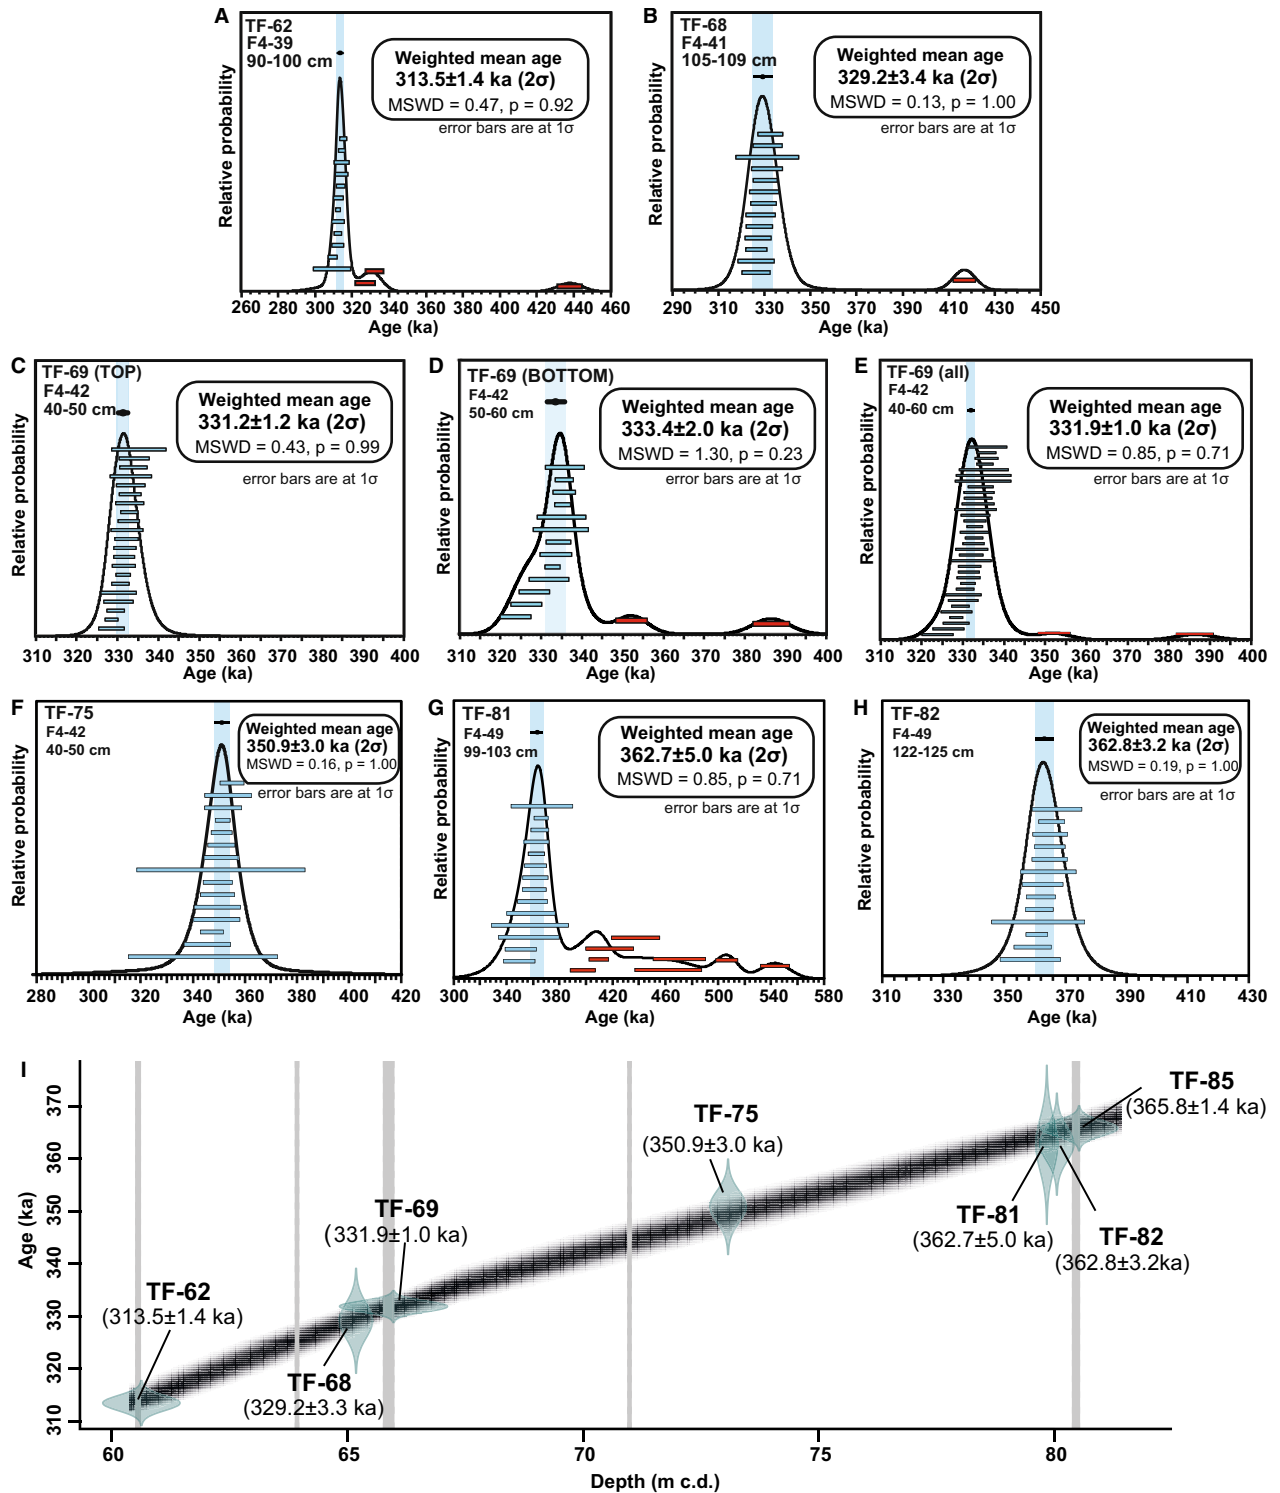 A
TF-62
F4-39
90-100 cm
Weighted mean age
313.5±1.4 ka (2σ)
MSWD = 0.47, p = 0.92
error bars are at 1σ
Relative probability
260 280 300 320 340 360 380 400 420 440 460
Age (ka)
B
TF-68
F4-41
105-109 cm
Weighted mean age
329.2±3.4 ka (2σ)
MSWD = 0.13, p = 1.00
error bars are at 1σ
Relative probability
290 310 330 350 370 390 410 430 450
Age (ka)
C
TF-69 (TOP)
F4-42
40-50 cm
Weighted mean age
331.2±1.2 ka (2σ)
MSWD = 0.43, p = 0.99
error bars are at 1σ
Relative probability
310 320 330 340 350 360 370 380 390 400
Age (ka)
D
TF-69 (BOTTOM)
F4-42
50-60 cm
Weighted mean age
333.4±2.0 ka (2σ)
MSWD = 1.30, p = 0.23
error bars are at 1σ
Relative probability
310 320 330 340 350 360 370 380 390 400
Age (ka)
E
TF-69 (all)
F4-42
40-60 cm
Weighted mean age
331.9±1.0 ka (2σ)
MSWD = 0.85, p = 0.71
error bars are at 1σ
Relative probability
310 320 330 340 350 360 370 380 390 400
Age (ka)
F
TF-75
F4-42
40-50 cm
Weighted mean age
350.9±3.0 ka (2σ)
MSWD = 0.16, p = 1.00
error bars are at 1σ
Relative probability
280 300 320 340 360 380 400 420
Age (ka)
G
TF-81
F4-49
99-103 cm
Weighted mean age
362.7±5.0 ka (2σ)
MSWD = 0.85, p = 0.71
error bars are at 1σ
Relative probability
300 340 380 420 460 500 540 580
Age (ka)
H
TF-82
F4-49
122-125 cm
Weighted mean age
362.8±3.2 ka (2σ)
MSWD = 0.19, p = 1.00
error bars are at 1σ
Relative probability
310 330 350 370 390 410 430
Age (ka)
I
TF-85
(365.8±1.4 ka)
TF-75
(350.9±3.0 ka)
TF-69
(331.9±1.0 ka)
TF-81
(362.7±5.0 ka)
TF-82
(362.8±3.2ka)
TF-62
(313.5±1.4 ka)
TF-68
(329.2±3.3 ka)
Age (ka)
370
360
350
340
330
320
310
60 65 70 75 80
Depth (m c.d.)